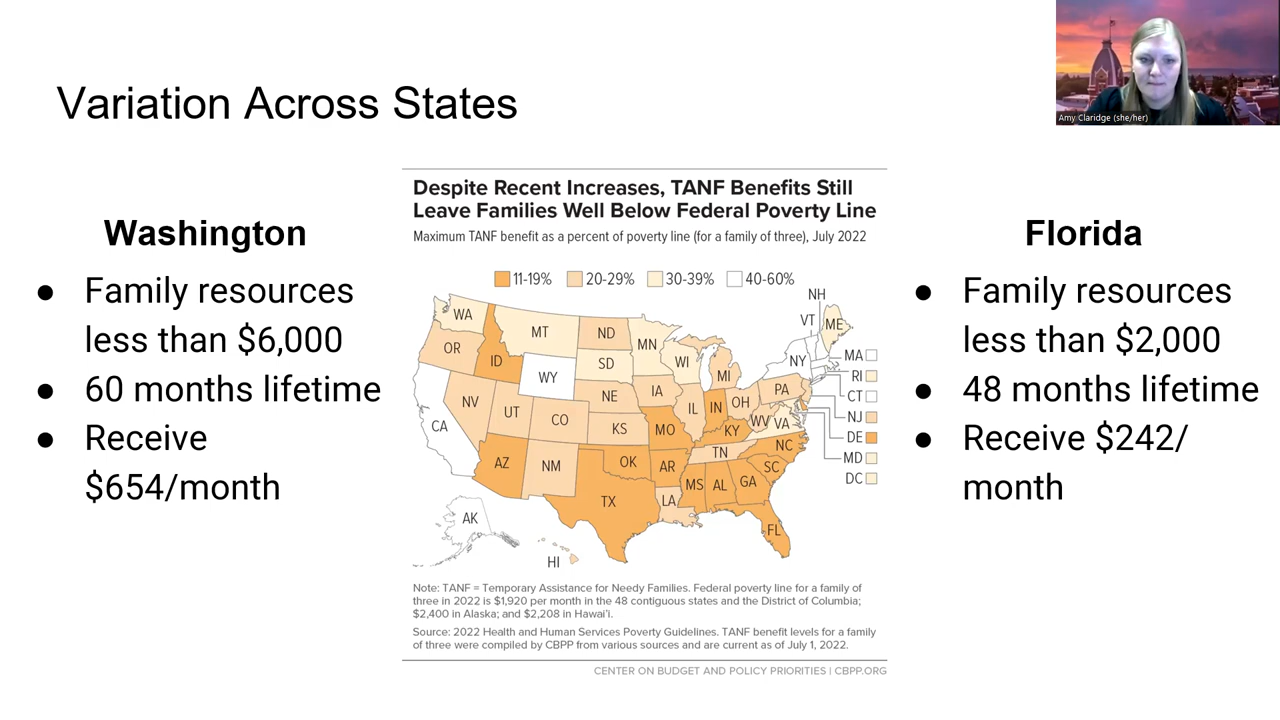 Variation Across States
Amy Claridge (she/her)
Washington
● Family resources
less than $6,000
● 60 months lifetime
● Receive
$654/month
Despite Recent Increases, TANF Benefits Still
Leave Families Well Below Federal Poverty Line
Maximum TANF benefit as a percent of poverty line (for a family of three), July 2022
11-19% 20-29% 30-39% 40-60%
NH
WA
MT
ND
MN
VT
ME
OR
ID
SD
WI
NY
MA
WY
MI
RI
CT
NV
UT
CO
NE
IA
IL
IN
OH
PA
NJ
CA
KS
MO
KY
WV
VA
DE
AZ
NM
OK
AR
TN
NC
MD
SC
DC
TX
LA
MS
AL
GA
AK
FL
HI
Note: TANF = Temporary Assistance for Needy Families. Federal poverty line for a family of
three in 2022 is $1,920 per month in the 48 contiguous states and the District of Columbia;
$2,400 in Alaska; and $2,208 in Hawai'i.
Source: 2022 Health and Human Services Poverty Guidelines. TANF benefit levels for a family
of three were compiled by CBPP from various sources and are current as of July 1, 2022.
CENTER ON BUDGET AND POLICY PRIORITIES | CBPP.ORG
Florida
● Family resources
less than $2,000
● 48 months lifetime
● Receive $242/
month